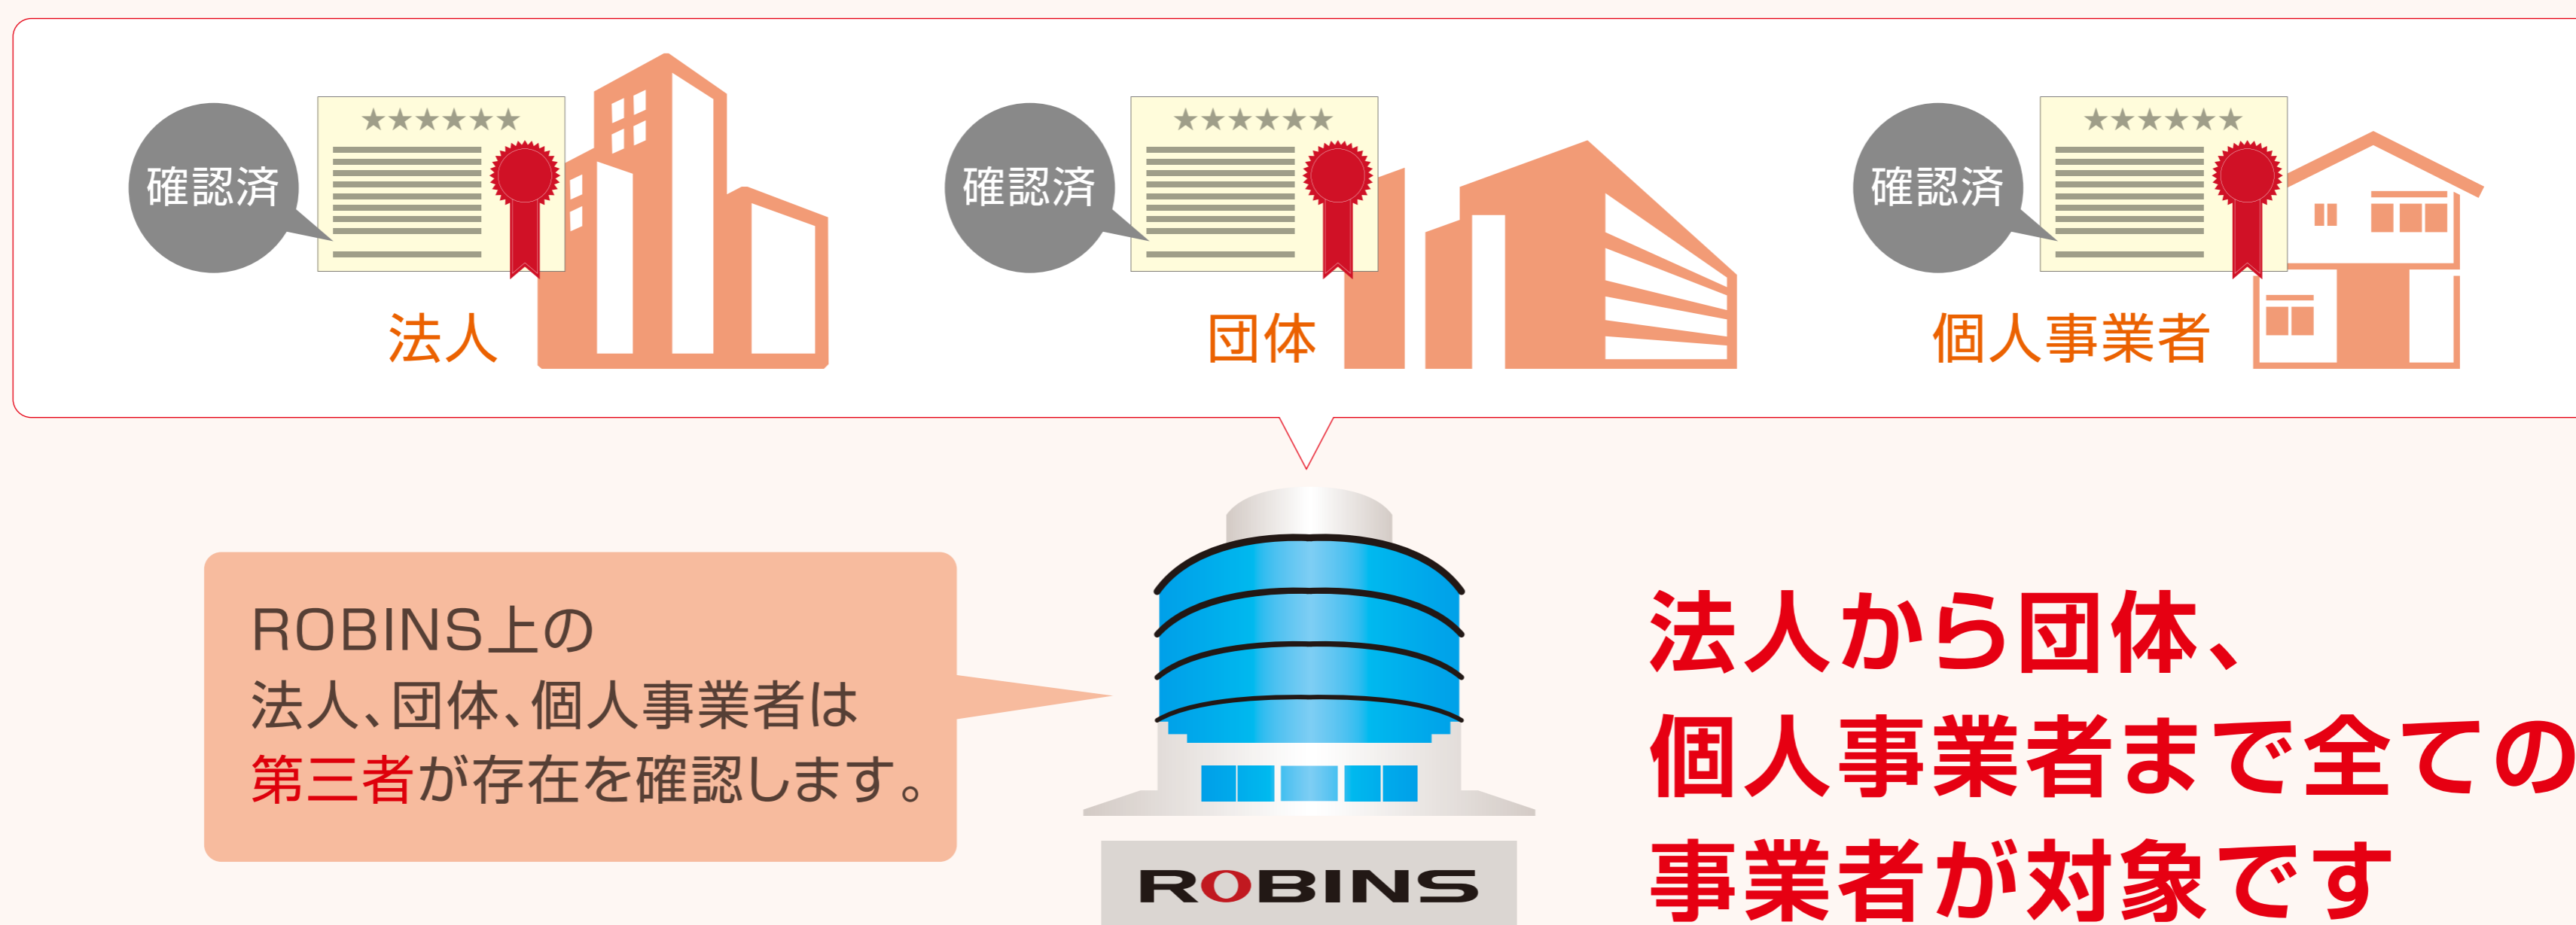 確認済
法人
確認済
団体
確認済
個人事業者
ROBINS上の
法人、団体、個人事業者は
第三者が存在を確認します。
ROBINS
法人から団体、
個人事業者まで全ての
事業者が対象です